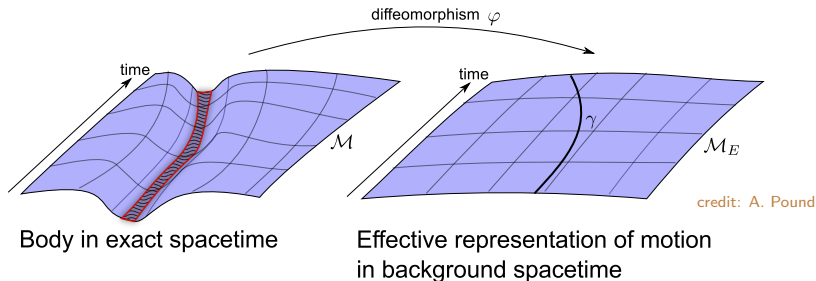 diffeomorphism φ
time
time
γ
ℳ
ℳ_E
credit: A. Pound
Body in exact spacetime
Effective representation of motion
in background spacetime